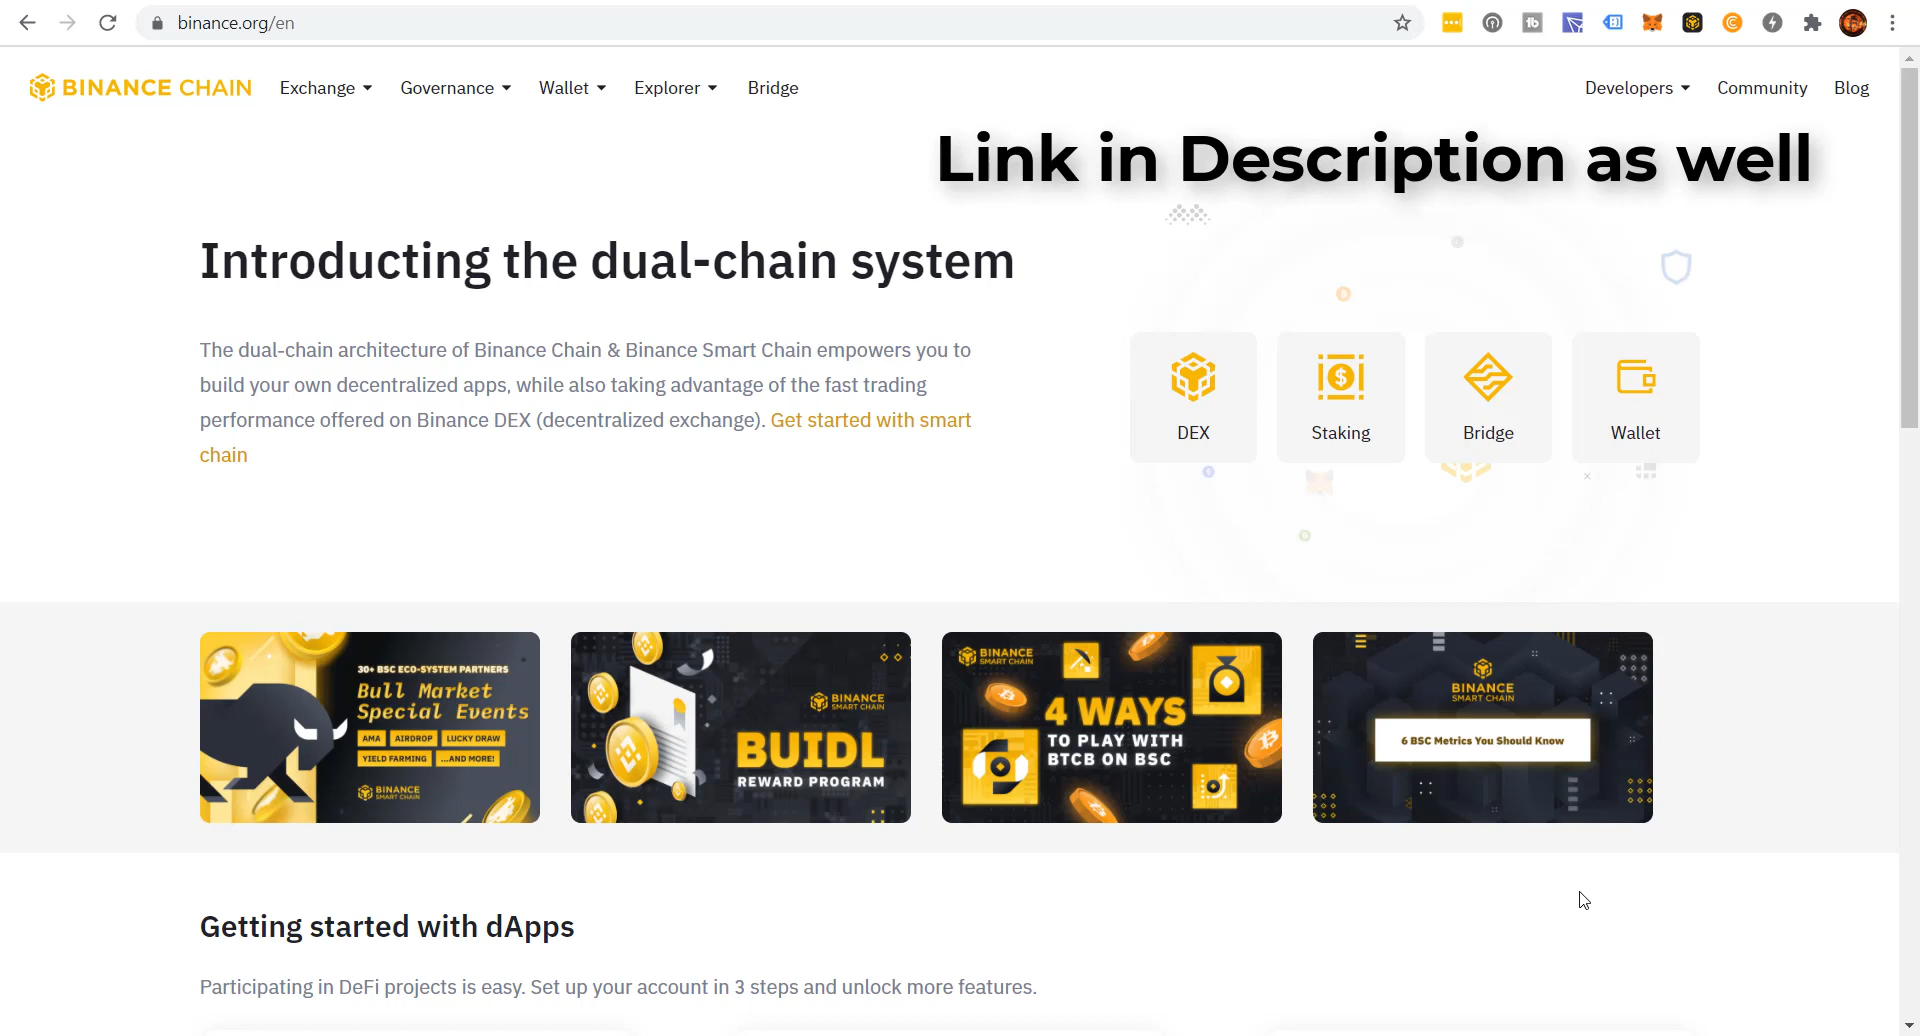 binance.org/en
BINANCE CHAIN
Exchange
Governance
Wallet
Explorer
Bridge
Developers
Community
Blog
Link in Description as well
Introducting the dual-chain system
The dual-chain architecture of Binance Chain & Binance Smart Chain empowers you to
build your own decentralized apps, while also taking advantage of the fast trading
performance offered on Binance DEX (decentralized exchange). Get started with smart
chain
DEX
Staking
Bridge
Wallet
30+ BSC ECO-SYSTEM PARTNERS
Bull Market
Special Events
AMA AIRDROP LUCKY DRAW
YIELD FARMING ...AND MORE!
BINANCE
SMART CHAIN
BINANCE
SMART CHAIN
BUIDL
REWARD PROGRAM
BINANCE
SMART CHAIN
4 WAYS
TO PLAY WITH
BTCB ON BSC
BINANCE
SMART CHAIN
6 BSC Metrics You Should Know
Getting started with dApps
Participating in DeFi projects is easy. Set up your account in 3 steps and unlock more features.